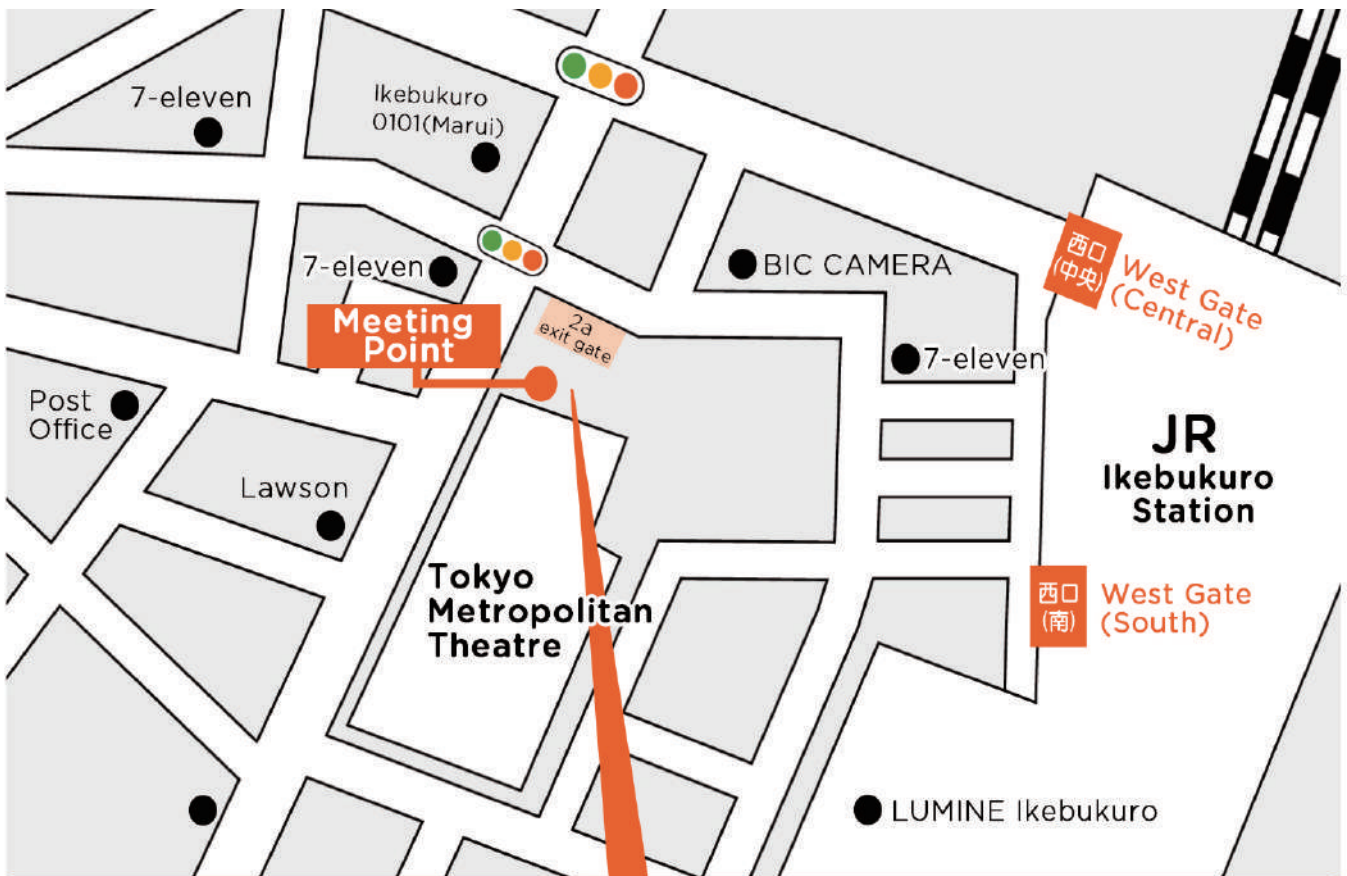 7-eleven
Ikebukuro
0101(Marui)
7-eleven
BIC CAMERA
西口
(中央)
West Gate
(Central)
Meeting
Point
2a
exit gate
7-eleven
Post
Office
JR
Ikebukuro
Station
Lawson
Tokyo
Metropolitan
Theatre
西口
(南)
West Gate
(South)
LUMINE Ikebukuro